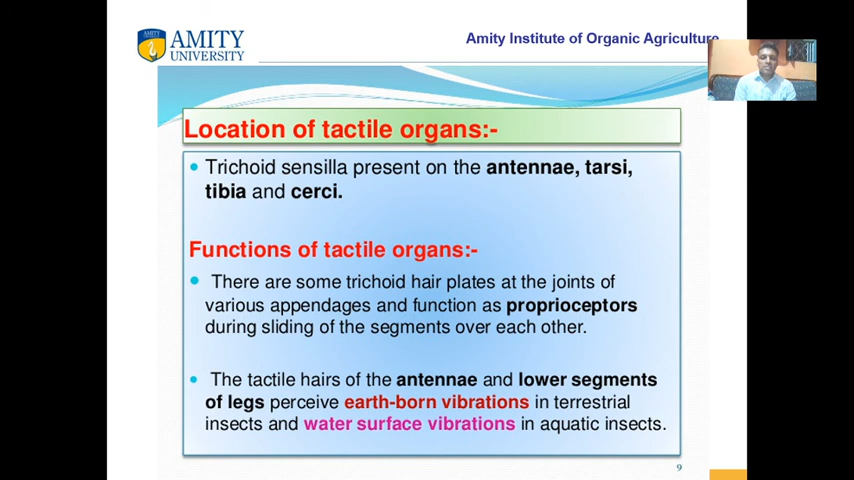 AMITY
AMITY
UNIVERSITY
Amity Institute of Organic Agriculture
Location of tactile organs:-
• Trichoid sensilla present on the antennae, tarsi,
tibia and cerci.
Functions of tactile organs:-
• There are some trichoid hair plates at the joints of
various appendages and function as proprioceptors
during sliding of the segments over each other.
• The tactile hairs of the antennae and lower segments
of legs perceive earth-born vibrations in terrestrial
insects and water surface vibrations in aquatic insects.
9